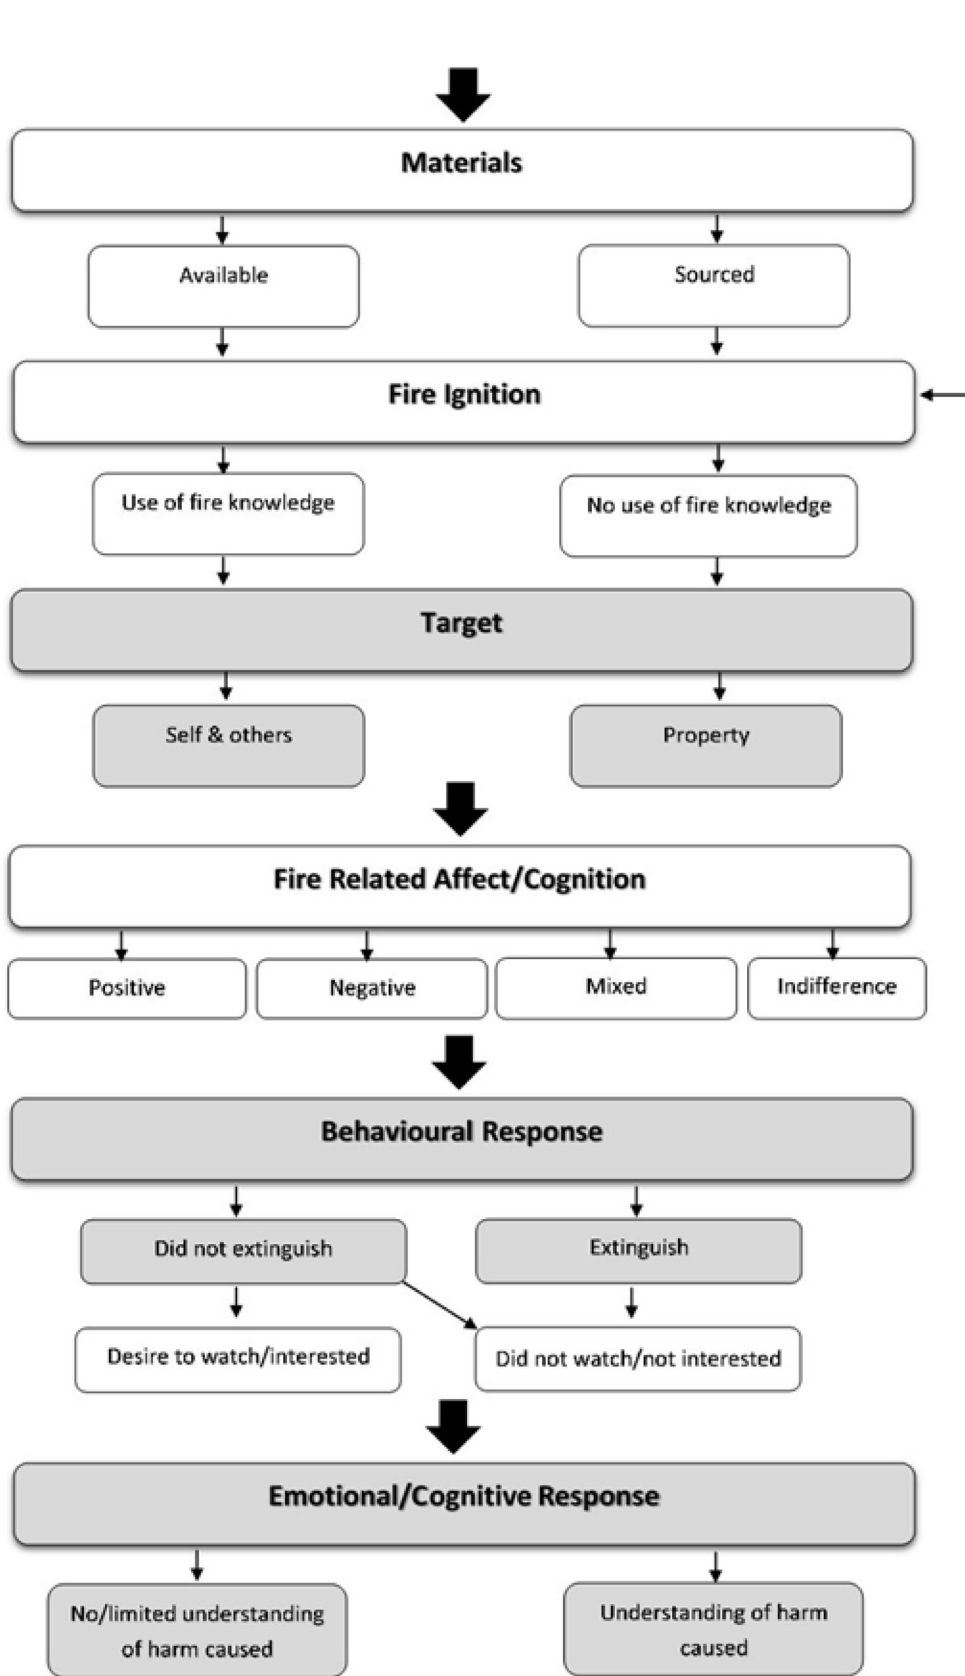 Materials
Available
Sourced
Fire Ignition
Use of fire knowledge
No use of fire knowledge
Target
Self & others
Property
Fire Related Affect/Cognition
Positive
Negative
Mixed
Indifference
Behavioural Response
Did not extinguish
Extinguish
Desire to watch/interested
Did not watch/not interested
Emotional/Cognitive Response
No/limited understanding
of harm caused
Understanding of harm
caused